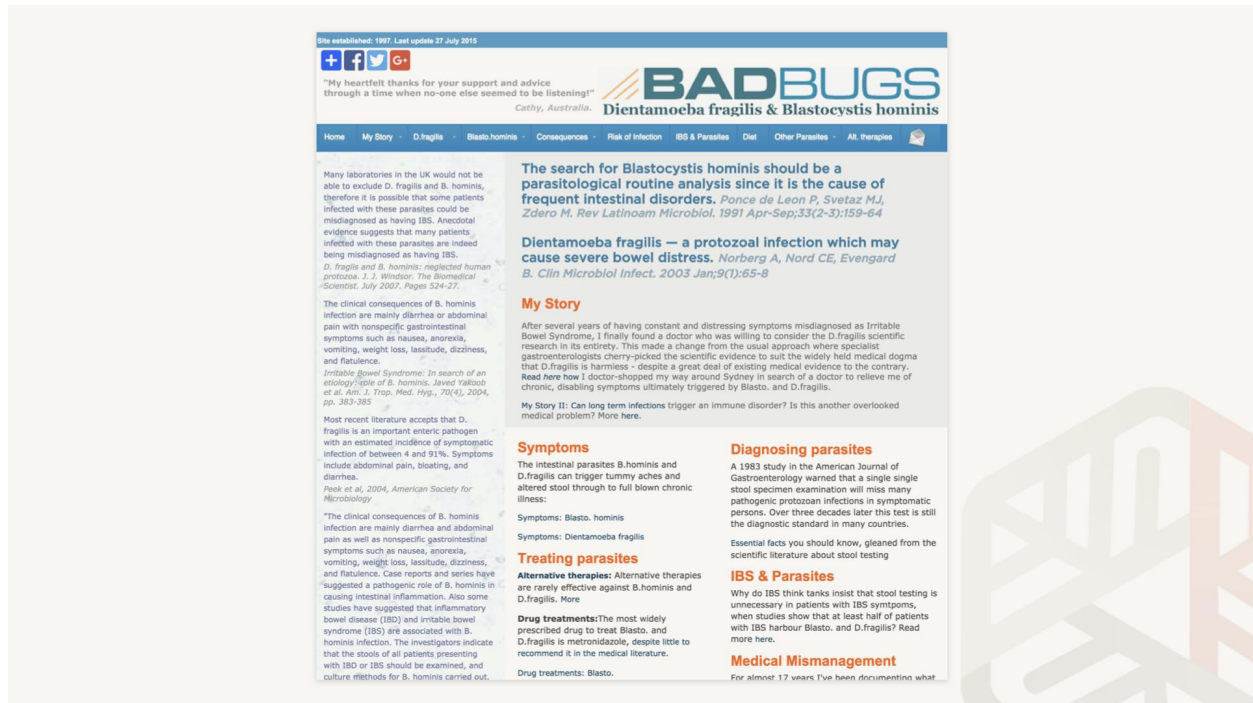 Site established: 1997. Last update 27 July 2015
"My heartfelt thanks for your support and advice
through a time when no-one else seemed to be listening!"
Cathy, Australia.
BADBUGS
Dientamoeba fragilis & Blastocystis hominis
Home My Story D.fragilis Blasto.hominis Consequences Risk of Infection IBS & Parasites Diet Other Parasites Alt. therapies
Many laboratories in the UK would not be
able to exclude D. fragilis and B. hominis,
therefore it is possible that some patients
infected with these parasites could be
misdiagnosed as having IBS. Anecdotal
evidence suggests that many patients
infected with these parasites are indeed
being misdiagnosed as having IBS.
D. fraglis and B. hominis: neglected human
protozoa. J. J. Windsor. The Biomedical
Scientist. July 2007. Pages 524-27.
The clinical consequences of B. hominis
infection are mainly diarrhea or abdominal
pain with nonspecific gastrointestinal
symptoms such as nausea, anorexia,
vomiting, weight loss, lassitude, dizziness,
and flatulence.
Irritable Bowel Syndrome: In search of an
etiology: role of B. hominis. Javed Yakoob
et al. Am. J. Trop. Med. Hyg., 70(4), 2004,
pp. 383-385
Most recent literature accepts that D.
fragilis is an important enteric pathogen
with an estimated incidence of symptomatic
infection of between 4 and 91%. Symptoms
include abdominal pain, bloating, and
diarrhea.
Peek et al, 2004, American Society for
Microbiology
"The clinical consequences of B. hominis
infection are mainly diarrhea and abdominal
pain as well as nonspecific gastrointestinal
symptoms such as nausea, anorexia,
vomiting, weight loss, lassitude, dizziness,
and flatulence. Case reports and series have
suggested a pathogenic role of B. hominis in
causing intestinal inflammation. Also some
studies have suggested that inflammatory
bowel disease (IBD) and irritable bowel
syndrome (IBS) are associated with B.
hominis infection. The investigators indicate
that the stools of all patients presenting
with IBD or IBS should be examined, and
culture methods for B. hominis carried out.
The search for Blastocystis hominis should be a
parasitological routine analysis since it is the cause of
frequent intestinal disorders. Ponce de Leon P, Svetaz MJ,
Zdero M. Rev Latinoam Microbiol. 1991 Apr-Sep;33(2-3):159-64
Dientamoeba fragilis — a protozoal infection which may
cause severe bowel distress. Norberg A, Nord CE, Evengard
B. Clin Microbiol Infect. 2003 Jan;9(1):65-8
My Story
After several years of having constant and distressing symptoms misdiagnosed as Irritable
Bowel Syndrome, I finally found a doctor who was willing to consider the D.fragilis scientific
research in its entirety. This made a change from the usual approach where specialist
gastroenterologists cherry-picked the scientific evidence to suit the widely held medical dogma
that D.fragilis is harmless - despite a great deal of existing medical evidence to the contrary.
Read here how I doctor-shopped my way around Sydney in search of a doctor to relieve me of
chronic, disabling symptoms ultimately triggered by Blasto. and D.fragilis.
My Story II: Can long term infections trigger an immune disorder? Is this another overlooked
medical problem? More here.
Symptoms
The intestinal parasites B.hominis and
D.fragilis can trigger tummy aches and
altered stool through to full blown chronic
illness:
Symptoms: Blasto. hominis
Symptoms: Dientamoeba fragilis
Treating parasites
Alternative therapies: Alternative therapies
are rarely effective against B.hominis and
D.fragilis. More
Drug treatments:The most widely
prescribed drug to treat Blasto. and
D.fragilis is metronidazole, despite little to
recommend it in the medical literature.
Drug treatments: Blasto.
Diagnosing parasites
A 1983 study in the American Journal of
Gastroenterology warned that a single single
stool specimen examination will miss many
pathogenic protozoan infections in symptomatic
persons. Over three decades later this test is still
the diagnostic standard in many countries.
Essential facts you should know, gleaned from the
scientific literature about stool testing
IBS & Parasites
Why do IBS think tanks insist that stool testing is
unnecessary in patients with IBS symtpoms,
when studies show that at least half of patients
with IBS harbour Blasto. and D.fragilis? Read
more here.
Medical Mismanagement
For almost 17 years I've been documenting what